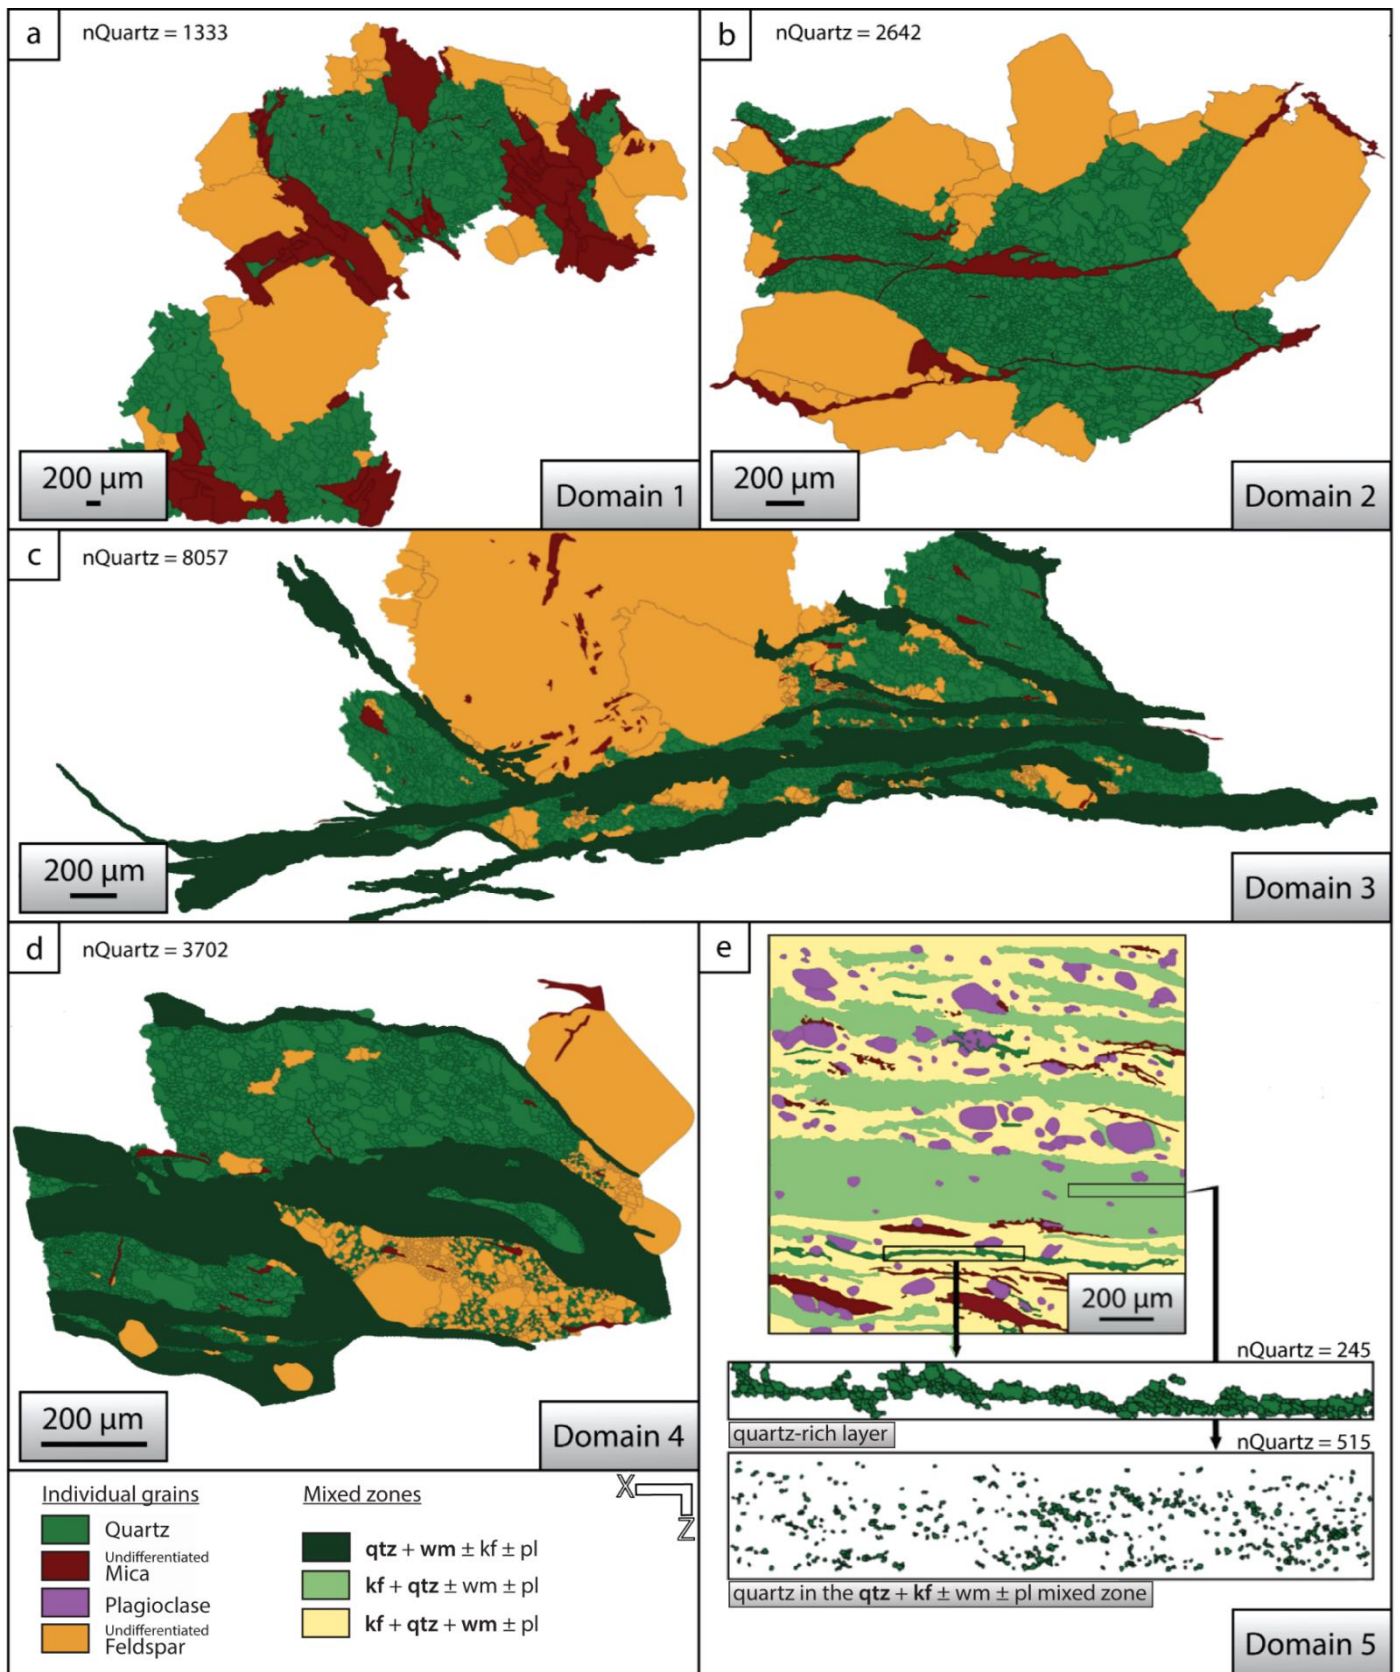 a
nQuartz = 1333
200 µm
Domain 1
b
nQuartz = 2642
200 µm
Domain 2
c
nQuartz = 8057
200 µm
Domain 3
d
nQuartz = 3702
200 µm
Domain 4
e
200 µm
nQuartz = 245
quartz-rich layer
nQuartz = 515
quartz in the qtz + kf ± wm ± pl mixed zone
Domain 5
Individual grains
Quartz
Undifferentiated
Mica
Plagioclase
Undifferentiated
Feldspar
Mixed zones
qtz + wm ± kf ± pl
kf + qtz ± wm ± pl
kf + qtz + wm ± pl
X
Z